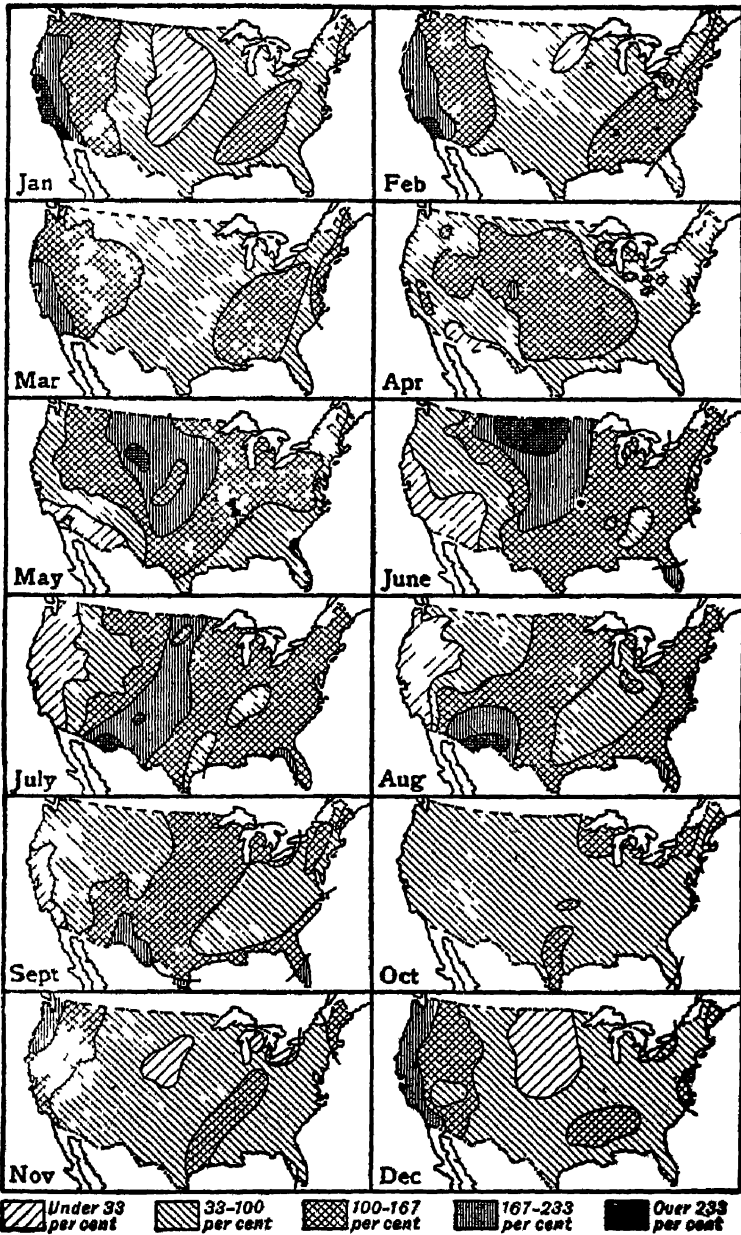 Jan
Feb
Mar
Apr
May
June
July
Aug
Sept
Oct
Nov
Dec
Under 33
per cent
33-100
per cent
100-167
per cent
167-233
per cent
Over 233
per cent